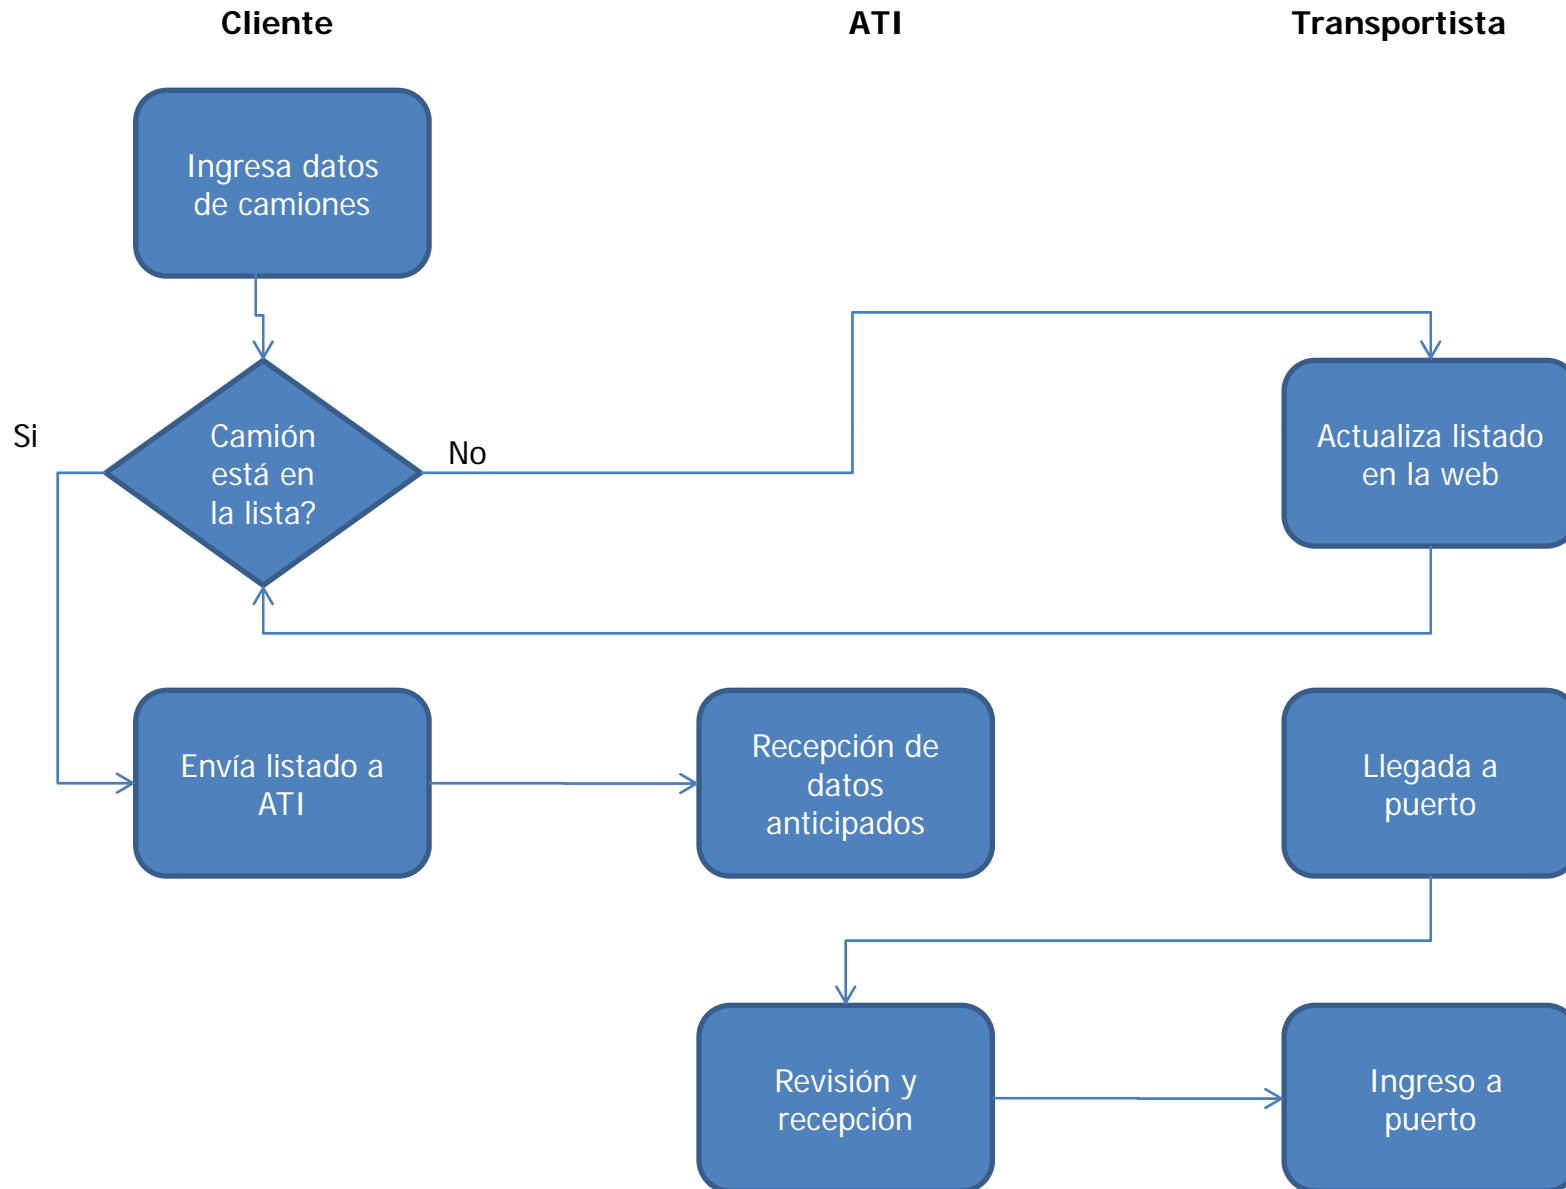 Cliente
ATI
Transportista
Ingresa datos
de camiones
Si
Camión
está en
la lista?
No
Actualiza listado
en la web
Envía listado a
ATI
Recepción de
datos
anticipados
Llegada a
puerto
Revisión y
recepción
Ingreso a
puerto